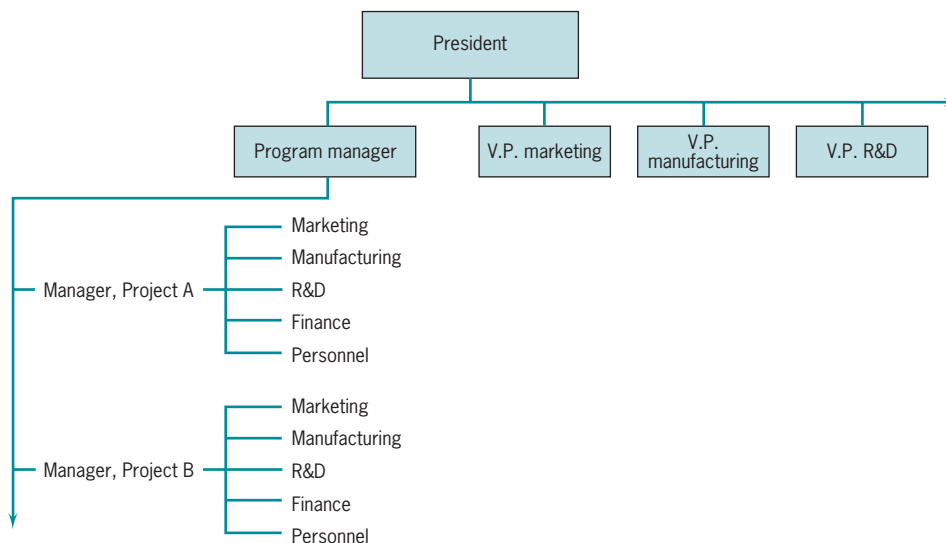 President
Program manager
V.P. marketing
V.P.
manufacturing
V.P. R&D
Manager, Project A
Marketing
Manufacturing
R&D
Finance
Personnel
Manager, Project B
Marketing
Manufacturing
R&D
Finance
Personnel